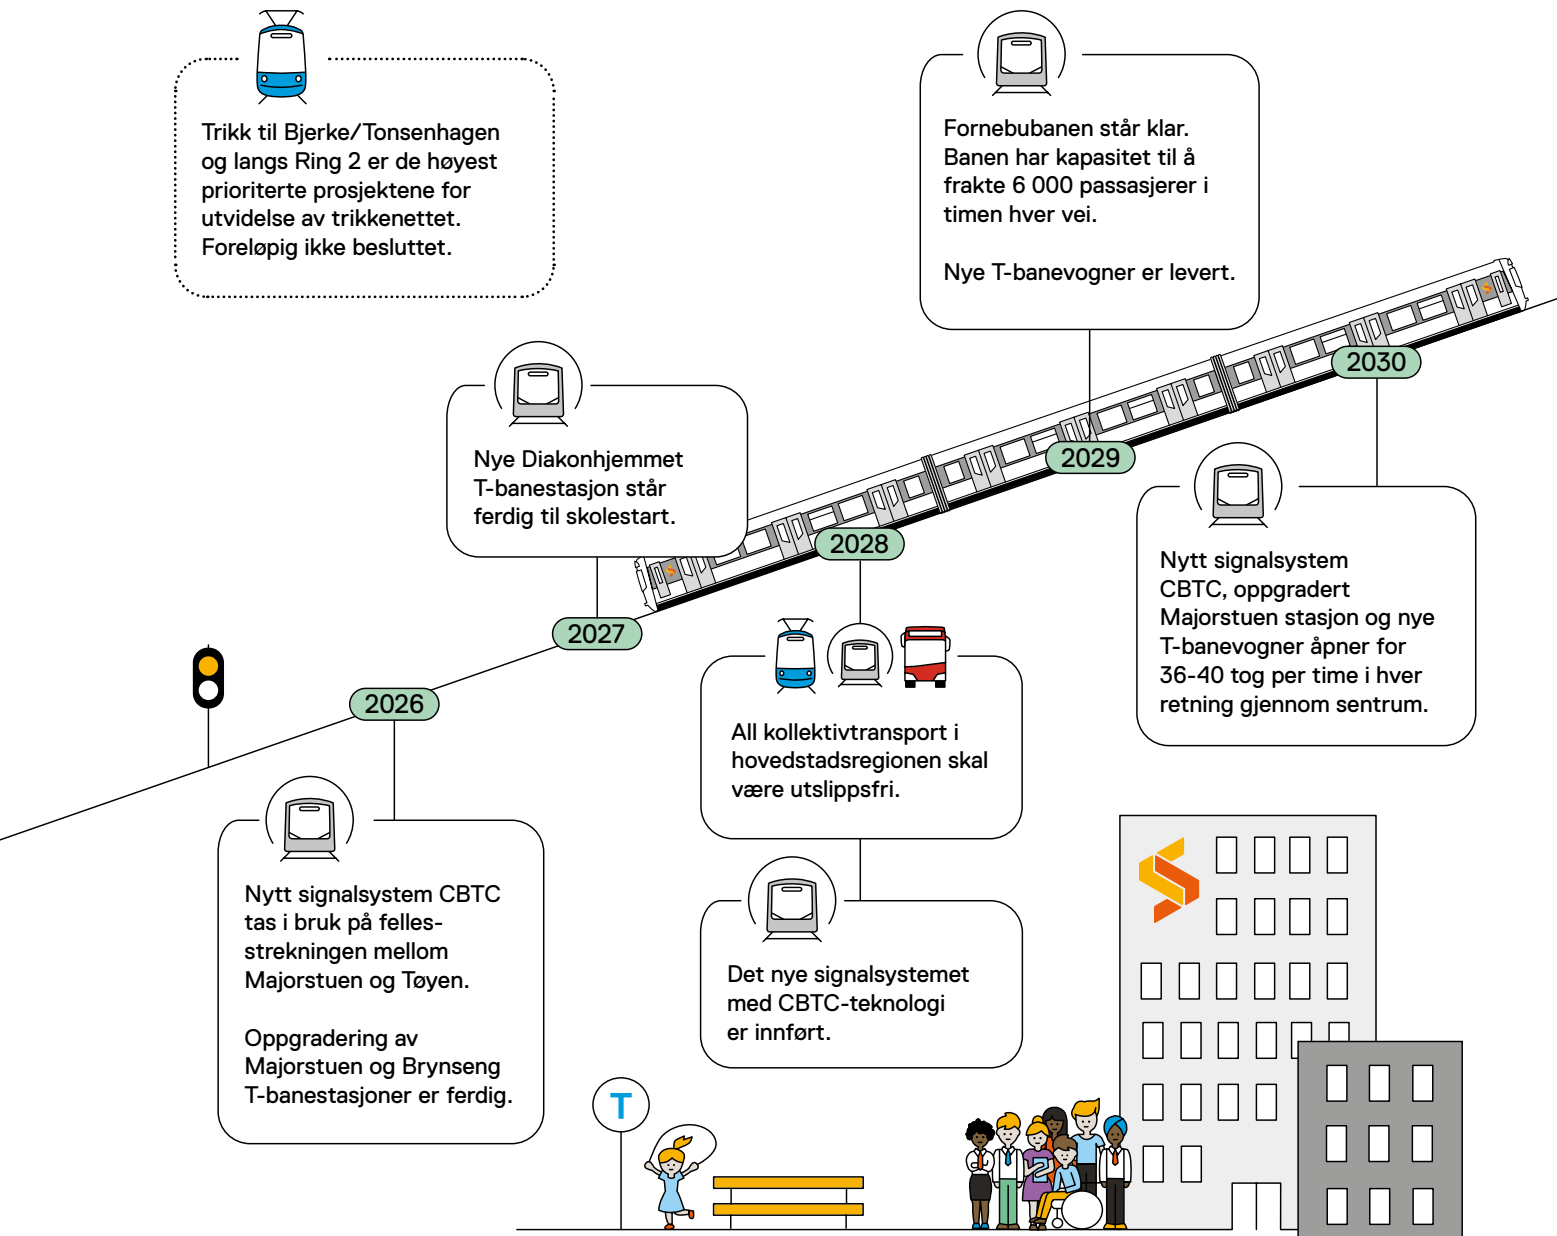 Trikk til Bjerke/Tonsenhagen
og langs Ring 2 er de høyest
prioriterte prosjektene for
utvidelse av trikkenettet.
Foreløpig ikke besluttet.
Fornebubanen står klar.
Banen har kapasitet til å
frakte 6 000 passasjerer i
timen hver vei.
Nye T-banevogner er levert.
2030
Nye Diakonhjemmet
T-banestasjon står
ferdig til skolestart.
2029
2028
2027
2026
Nytt signalsystem
CBTC, oppgradert
Majorstuen stasjon og nye
T-banevogner åpner for
36-40 tog per time i hver
retning gjennom sentrum.
All kollektivtransport i
hovedstadsregionen skal
være utslippsfri.
Nytt signalsystem CBTC
tas i bruk på felles-
strekningen mellom
Majorstuen og Tøyen.
Oppgradering av
Majorstuen og Brynseng
T-banestasjoner er ferdig.
Det nye signalsystemet
med CBTC-teknologi
er innført.
T